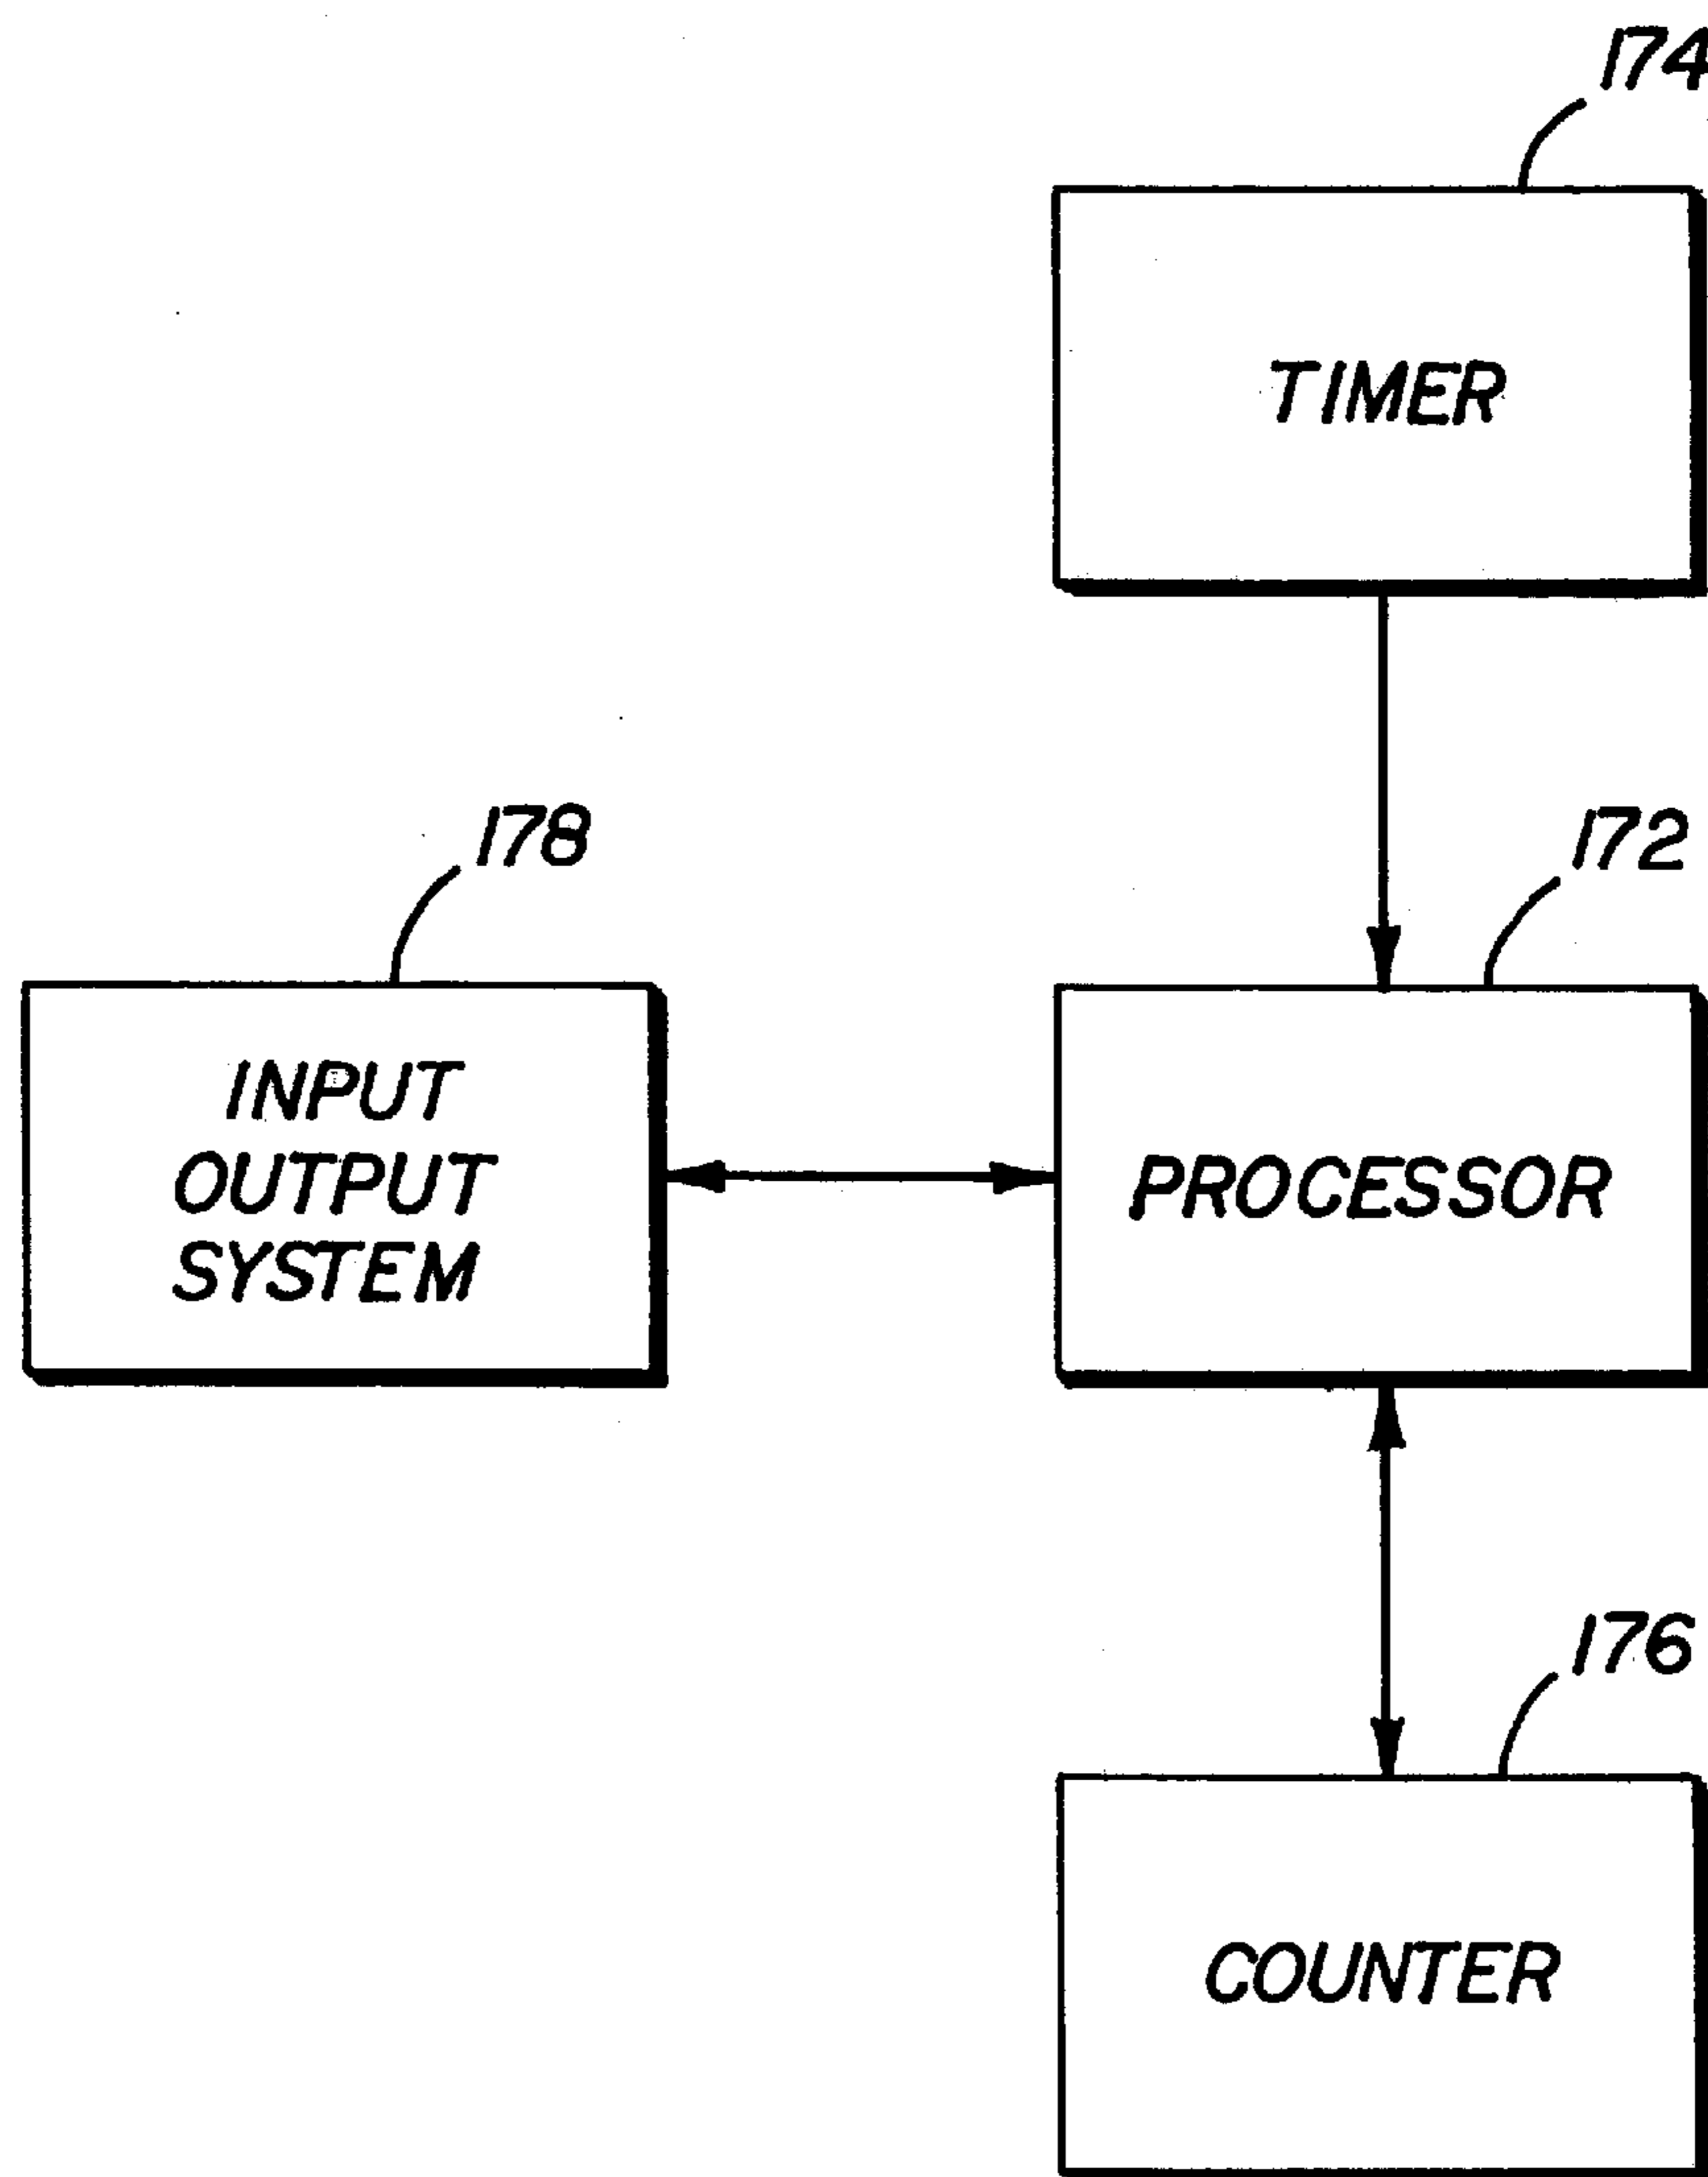 174
TIMER
178
172
INPUT
OUTPUT
SYSTEM
PROCESSOR
176
COUNTER